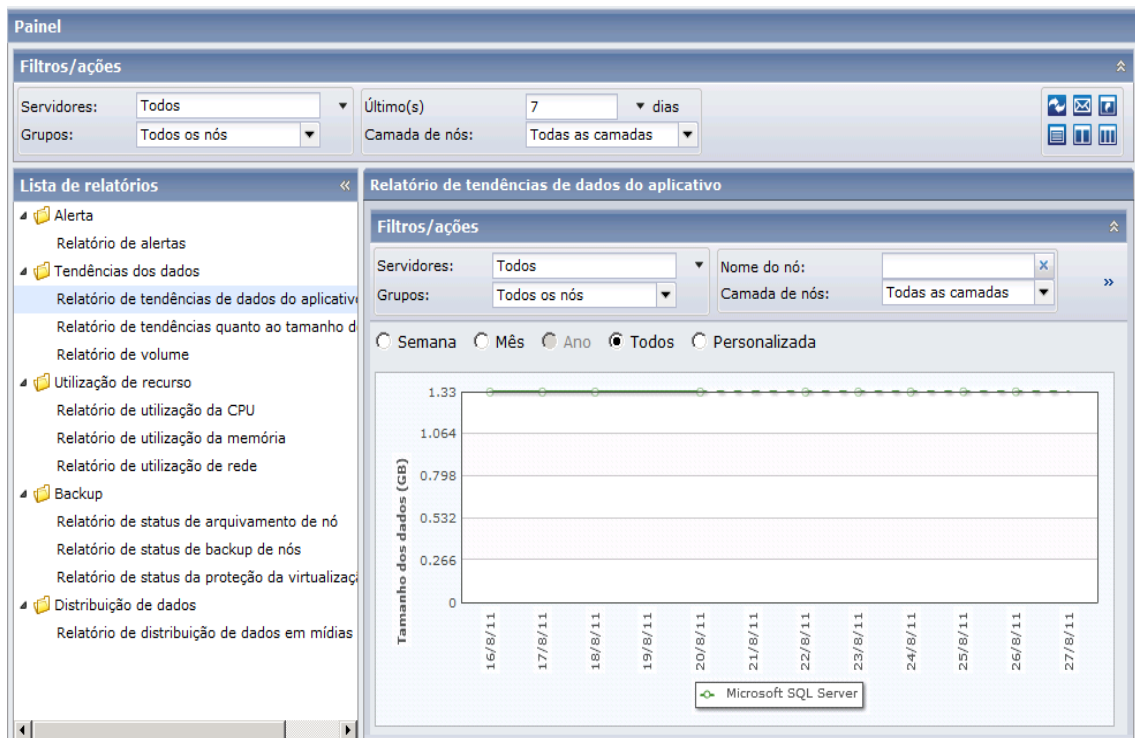 Painel
Filtros/ações
Servidores: Todos Último(s) 7 dias
Grupos: Todos os nós Camada de nós: Todas as camadas
Lista de relatórios
Alerta
Relatório de alertas
Tendências dos dados
Relatório de tendências de dados do aplicativo
Relatório de tendências quanto ao tamanho d
Relatório de volume
Utilização de recurso
Relatório de utilização da CPU
Relatório de utilização da memória
Relatório de utilização de rede
Backup
Relatório de status de arquivamento de nó
Relatório de status de backup de nós
Relatório de status da proteção da virtualizaç
Distribuição de dados
Relatório de distribuição de dados em mídias
Relatório de tendências de dados do aplicativo
Filtros/ações
Servidores: Todos Nome do nó:
Grupos: Todos os nós Camada de nós: Todas as camadas
Semana Mês Ano Todos Personalizada
Tamanho dos dados (GB)
1.33
1.064
0.798
0.532
0.266
0
16/8/11 17/8/11 18/8/11 19/8/11 20/8/11 21/8/11 22/8/11 23/8/11 24/8/11 25/8/11 26/8/11 27/8/11
Microsoft SQL Server